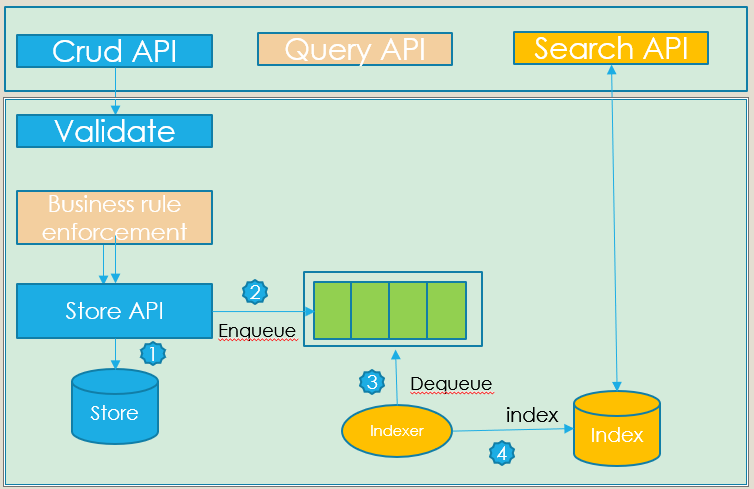 Crud API
Query API
Search API
Validate
Business rule
enforcement
Store API
2
Enqueue
1
Store
3
Dequeue
Indexer
index
4
Index